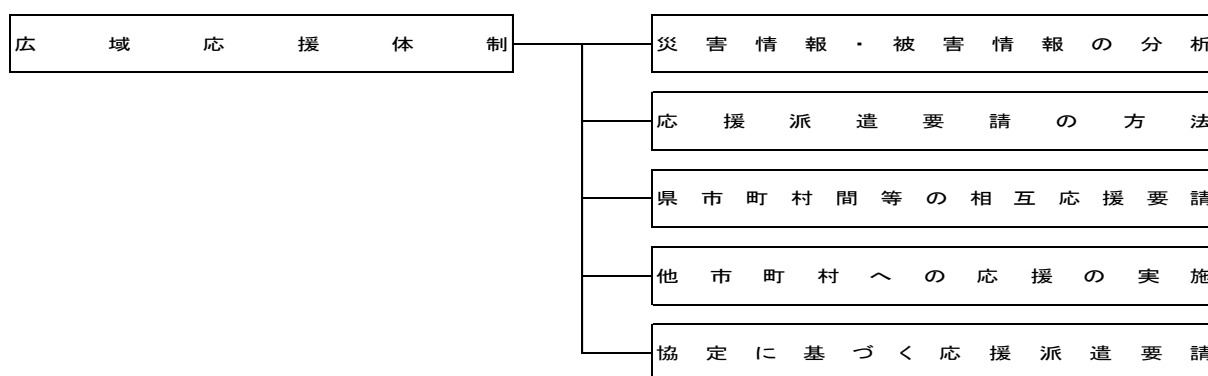 広域応援体制
災害情報・被害情報の分析
応援派遣要請の方法
県市町村間等の相互応援要請
他市町村への応援の実施
協定に基づく応援派遣要請